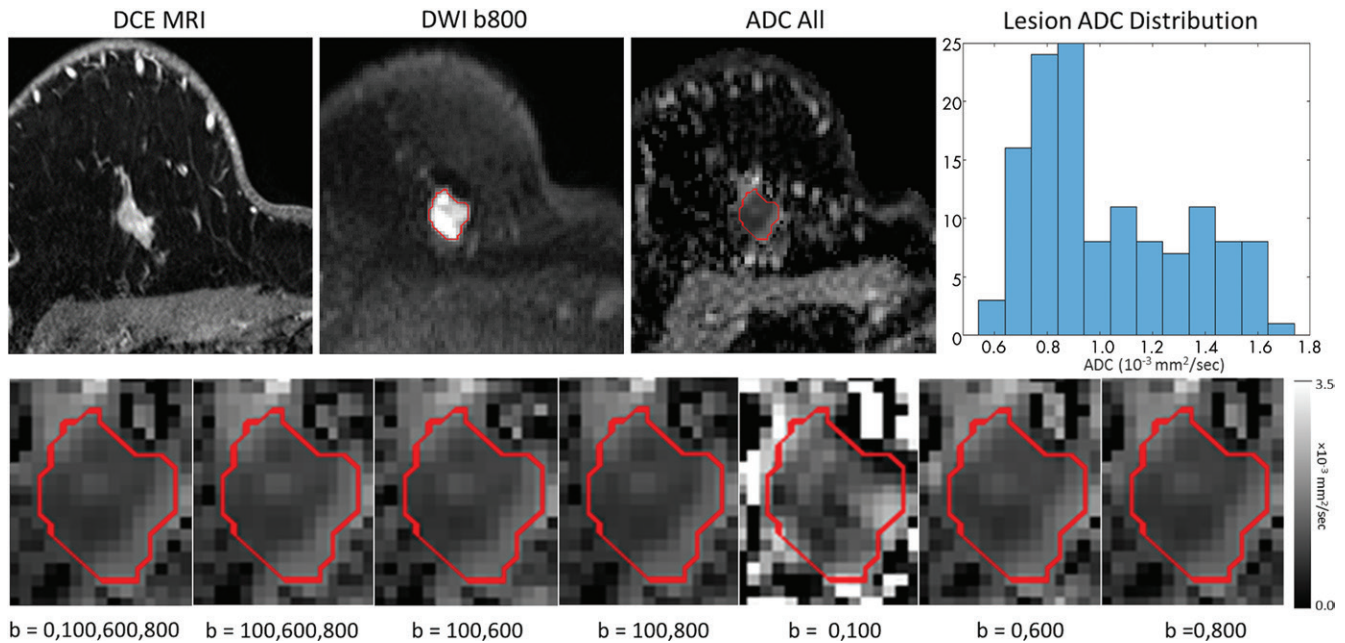 DCE MRI
DWI b800
ADC All
Lesion ADC Distribution
25
20
15
10
5
0
0.6 0.8 1.0 1.2 1.4 1.6 1.8
ADC (10⁻³ mm²/sec)
3.5
×10⁻³ mm²/sec
0.0
b = 0,100,600,800
b = 100,600,800
b = 100,600
b = 100,800
b = 0,100
b = 0,600
b =0,800